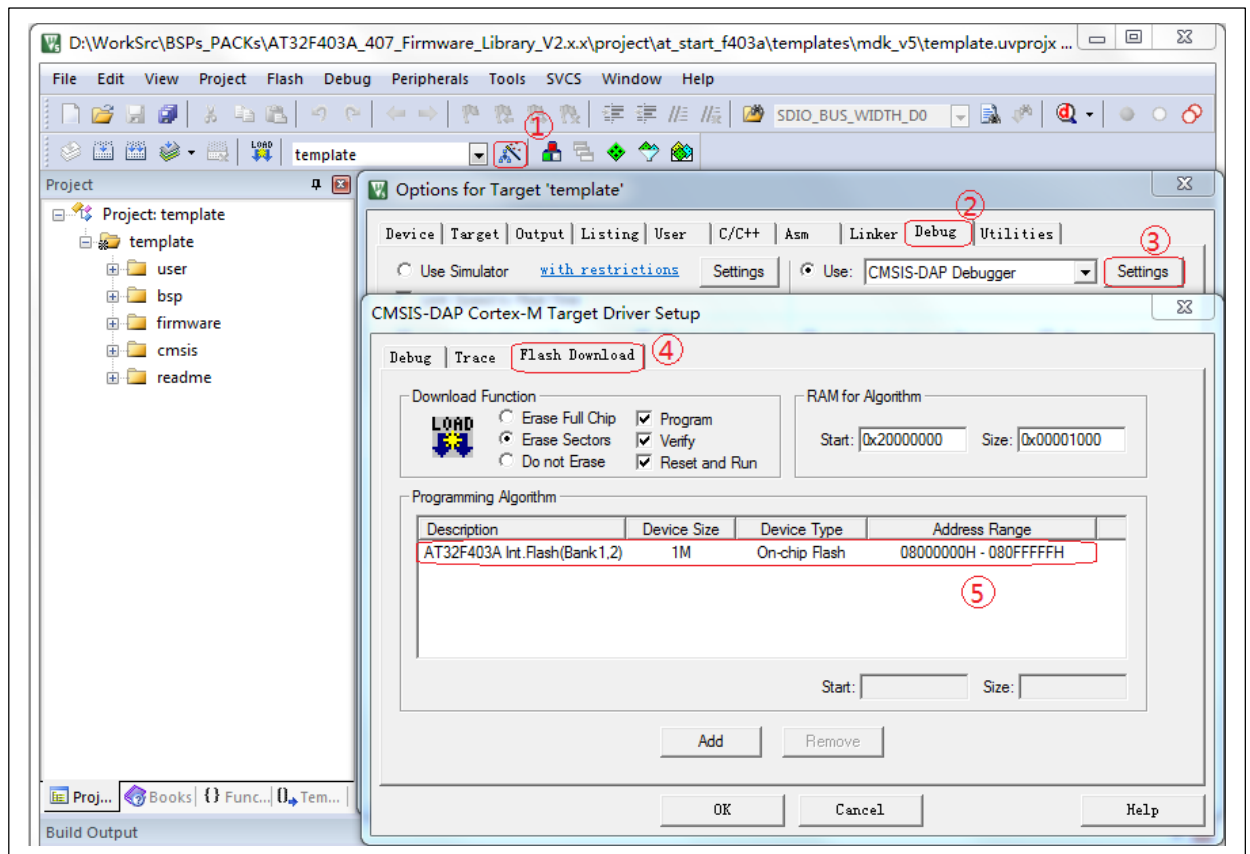 D:\WorkSrc\BSPs_PACKs\AT32F403A_407_Firmware_Library_V2.x.x\project\at_start_f403a\templates\mdk_v5\template.uvprojx ...
File Edit View Project Flash Debug Peripherals Tools SVCS Window Help
SDIO_BUS_WIDTH_D0
①
LOAD template
Project
Options for Target 'template'
Project: template
②
template
Device Target Output Listing User C/C++ Asm Linker Debug Utilities
③
user
Use Simulator with restrictions Settings Use: CMSIS-DAP Debugger Settings
bsp
CMSIS-DAP Cortex-M Target Driver Setup
firmware
cmsis
Debug Trace Flash Download ④
readme
Download Function RAM for Algorithm
LOAD Erase Full Chip Program
Erase Sectors Verify Start: 0x20000000 Size: 0x00001000
Do not Erase Reset and Run
Programming Algorithm
Description Device Size Device Type Address Range
AT32F403A Int.Flash(Bank1,2) 1M On-chip Flash 08000000H - 080FFFFFH
⑤
Start: Size:
Add Remove
Proj... Books {} Func... Tem...
OK Cancel Help
Build Output